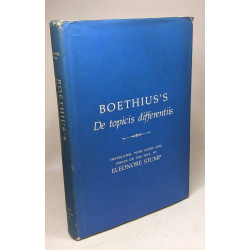 BOETHIUS'S
BOETHIUS'S
De topicis differentiis
TRANSLATED, WITH NOTES AND
ESSAYS ON THE TEXT, BY
ELEONORE STUMP